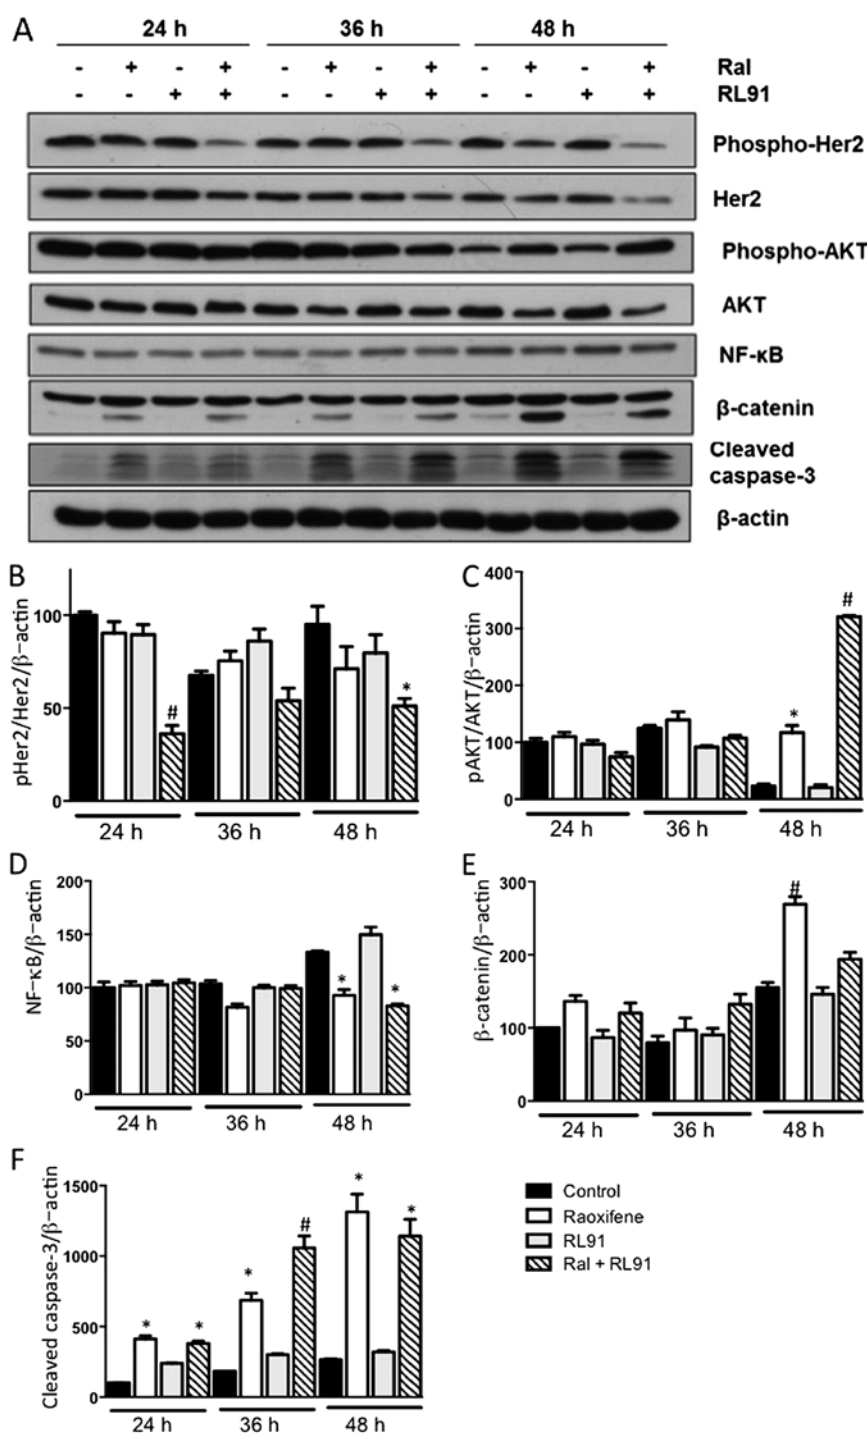 A
24 h 36 h 48 h
- + - + - + - + - + - + Ral
- - + + - - + + - - + + RL91
Phospho-Her2
Her2
Phospho-AKT
AKT
NF-κB
β-catenin
Cleaved
caspase-3
β-actin
B
pHer2/Her2/β-actin
100
50
0
#
*
24 h 36 h 48 h
C
pAKT/AKT/β-actin
400
300
200
100
0
*
#
24 h 36 h 48 h
D
NF-κB/β-actin
200
150
100
50
0
*
*
24 h 36 h 48 h
E
β-catenin/β-actin
300
200
100
0
#
24 h 36 h 48 h
F
Cleaved caspase-3/β-actin
1500
1000
500
0
* * * # * *
24 h 36 h 48 h
Control
Raoxifene
RL91
Ral + RL91